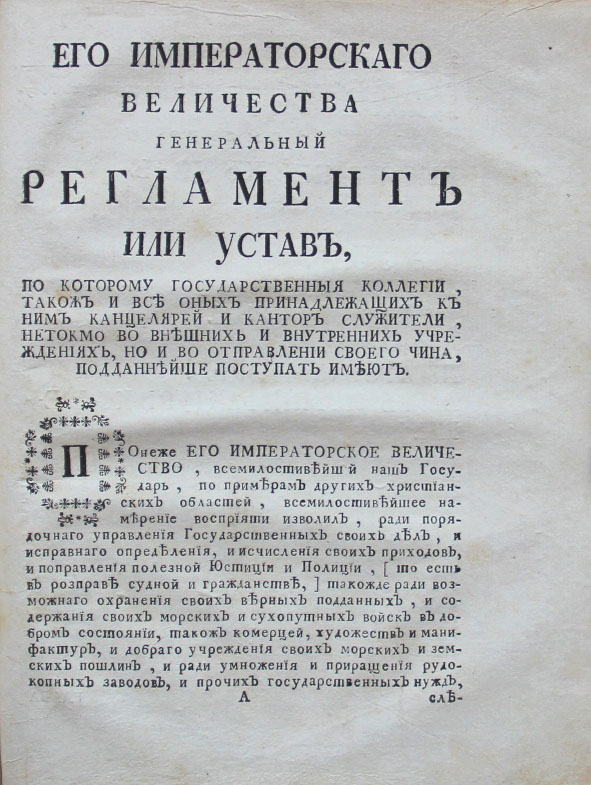 ЕГО ИМПЕРАТОРСКАГО
ВЕЛИЧЕСТВА
ГЕНЕРАЛЬНЫЙ
РЕГЛАМЕНТЪ
ИЛИ УСТАВЪ,
ПО КОТОРОМУ ГОСУДАРСТВЕННЫЯ КОЛЛЕГІИ,
ТАКОЖЪ И ВСѢ ОНЫХЪ ПРИНАДЛЕЖАЩИХЪ КЪ
НИМЪ КАНЦЕЛЯРЕЙ И КАНТОРЪ СЛУЖИТЕЛИ,
НЕТОКМО ВО ВНѢШНИХЪ И ВНУТРЕННИХЪ УЧРЕ-
ЖДЕНІЯХЪ, НО И ВО ОТПРАВЛЕНІИ СВОЕГО ЧИНА,
ПОДДАННѢЙШЕ ПОСТУПАТЬ ИМѢЮТЪ.
ПОнеже ЕГО ИМПЕРАТОРСКОЕ ВЕЛИЧЕ-
СТВО, всемилостивѣйшій нашъ Госу-
дарь, по примѣрамъ другихъ христіан-
скихъ областей, всемилостивѣйшее на-
мѣреніе воспріяти изволилъ, ради поря-
дочнаго управленія Государственныхъ своихъ дѣлъ, и
исправнаго опредѣленія, и исчисленія своихъ приходовъ,
и поправленія полезной Юстиціи и Полиціи, [ то есть
въ розправѣ судной и гражданствѣ, ] такожде ради воз-
можнаго охраненія своихъ вѣрныхъ подданныхъ, и со-
держанія своихъ морскихъ и сухопутныхъ войскъ въ до-
бромъ состояніи, такожъ комерцей, художествъ и мани-
фактуръ, и добраго учрежденія своихъ морскихъ и зем-
скихъ пошлинъ, и ради умноженія и приращенія рудо-
копныхъ заводовъ, и прочихъ государственныхъ нуждъ,
А слѣ-